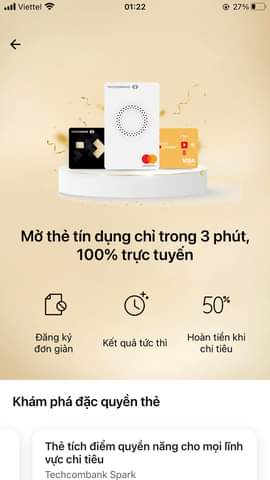 Viettel 01:22 27%
TECHCOMBANK
Mở thẻ tín dụng chỉ trong 3 phút,
100% trực tuyến
50%
Đăng ký
đơn giản
Kết quả tức thì
Hoàn tiền khi
chi tiêu
Khám phá đặc quyền thẻ
Thẻ tích điểm quyền năng cho mọi lĩnh
vực chi tiêu
Techcombank Spark